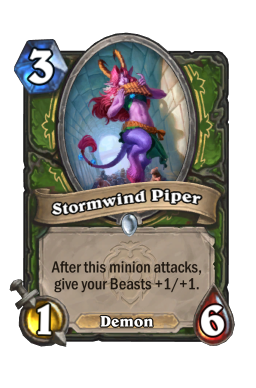 3
Stormwind Piper
After this minion attacks,
give your Beasts +1/+1.
1
Demon
6